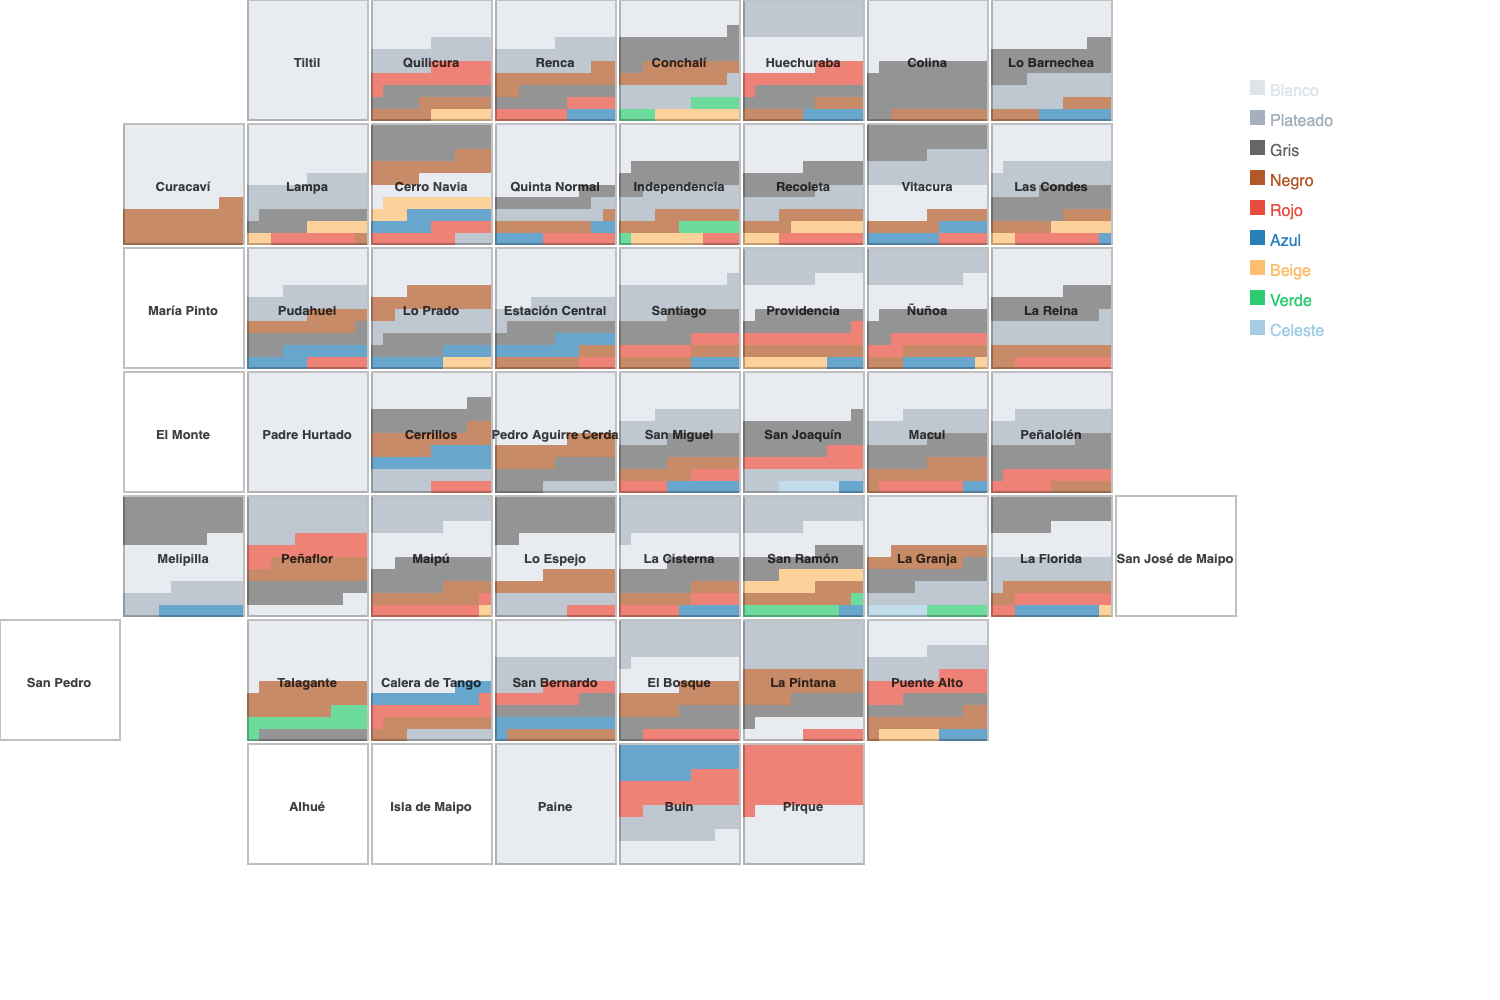 Tiltil
Quilicura
Renca
Conchalí
Huechuraba
Colina
Lo Barnechea
Curacaví
Lampa
Cerro Navia
Quinta Normal
Independencia
Recoleta
Vitacura
Las Condes
María Pinto
Pudahuel
Lo Prado
Estación Central
Santiago
Providencia
Ñuñoa
La Reina
El Monte
Padre Hurtado
Cerrillos
Pedro Aguirre Cerda
San Miguel
San Joaquín
Macul
Peñalolén
Melipilla
Peñaflor
Maipú
Lo Espejo
La Cisterna
San Ramón
La Granja
La Florida
San José de Maipo
San Pedro
Talagante
Calera de Tango
San Bernardo
El Bosque
La Pintana
Puente Alto
Alhué
Isla de Maipo
Paine
Buin
Pirque
Blanco
Plateado
Gris
Negro
Rojo
Azul
Beige
Verde
Celeste